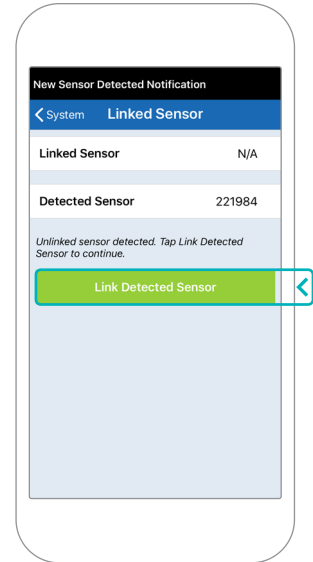 New Sensor Detected Notification
System Linked Sensor
Linked Sensor N/A
Detected Sensor 221984
Unlinked sensor detected. Tap Link Detected
Sensor to continue.
Link Detected Sensor